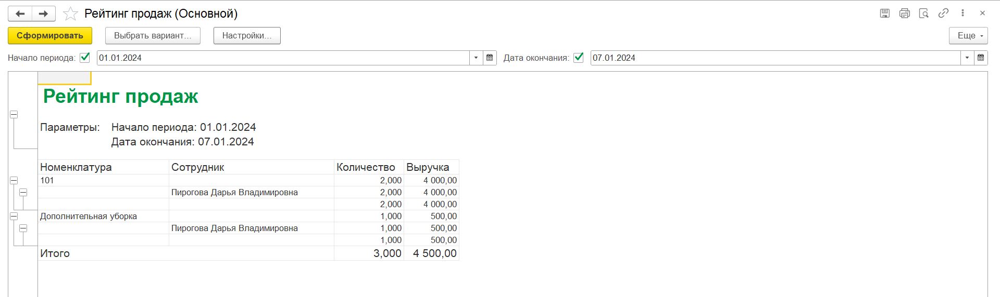 Рейтинг продаж (Основной)
Сформировать Выбрать вариант... Настройки... Еще
Начало периода: 01.01.2024 Дата окончания: 07.01.2024
Рейтинг продаж
Параметры: Начало периода: 01.01.2024
Дата окончания: 07.01.2024
Номенклатура Сотрудник Количество Выручка
101 2,000 4 000,00
Пирогова Дарья Владимировна 2,000 4 000,00
2,000 4 000,00
Дополнительная уборка 1,000 500,00
Пирогова Дарья Владимировна 1,000 500,00
1,000 500,00
Итого 3,000 4 500,00